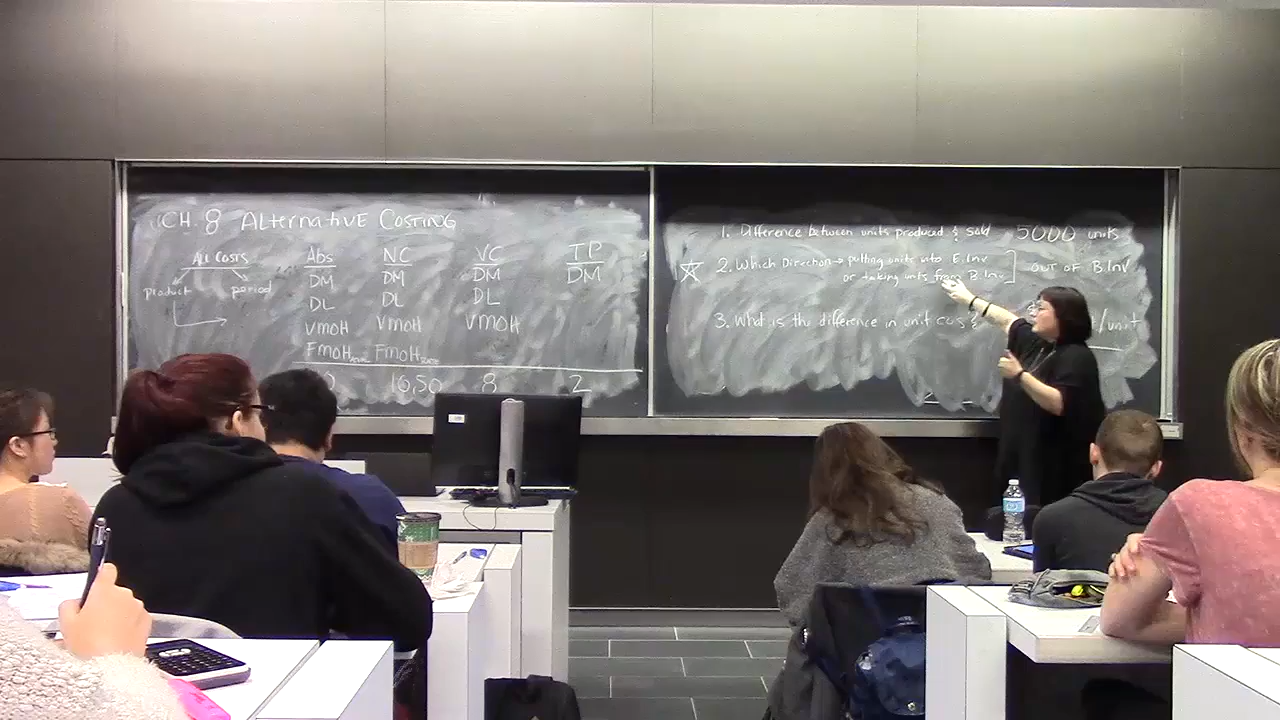 CH. 8 Alternative Costing
All Costs
product period
Abs
DM
DL
VMOH
FMOH
NC
DM
DL
VMOH
FMOH
10.50
VC
DM
DL
VMOH
8
TP
DM
2
1. Difference between units produced & sold 5000 units
2. Which Direction → putting units into E.Inv
or taking units from B.Inv
OUT OF B INV
3. What is the difference in unit cost
/unit